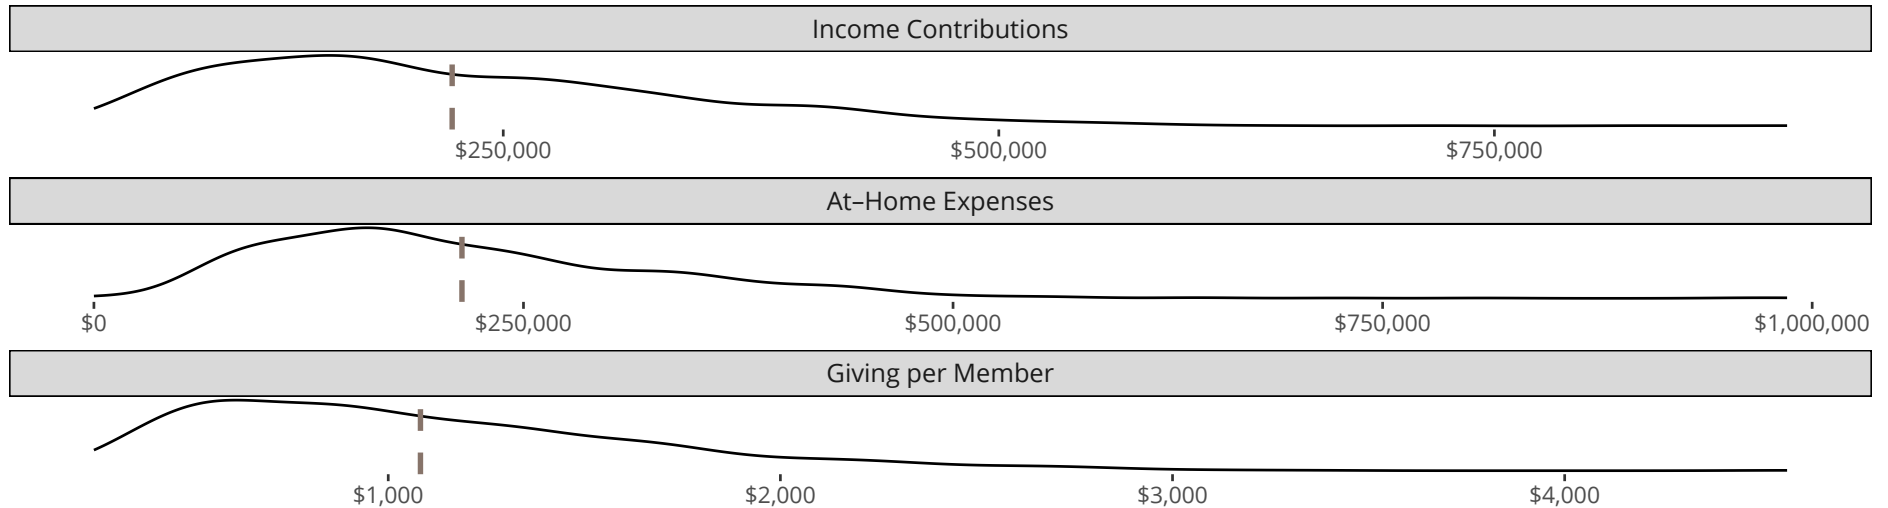 Income Contributions
$250,000 $500,000 $750,000
At–Home Expenses
$0 $250,000 $500,000 $750,000 $1,000,000
Giving per Member
$1,000 $2,000 $3,000 $4,000